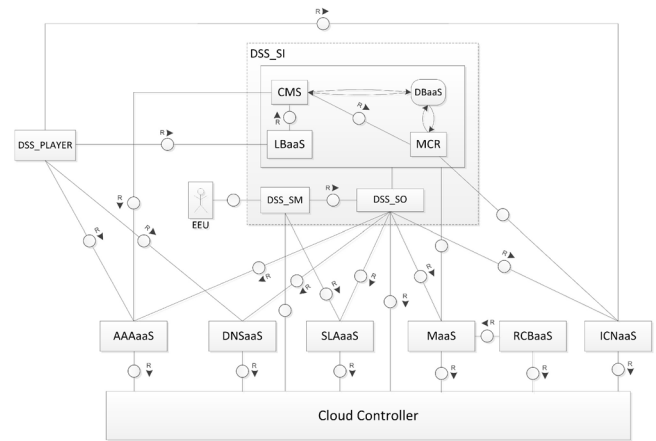 R
DSS_SI
CMS
DBaaS
R
R
R
DSS_PLAYER
LBaaS
MCR
R
R
EEU
DSS_SM
DSS_SO
R
R
R
R
R
R
R
R
R
R
AAAaaS
DNSaaS
SLAaaS
MaaS
RCBaaS
ICNaaS
R
R
R
R
R
R
Cloud Controller